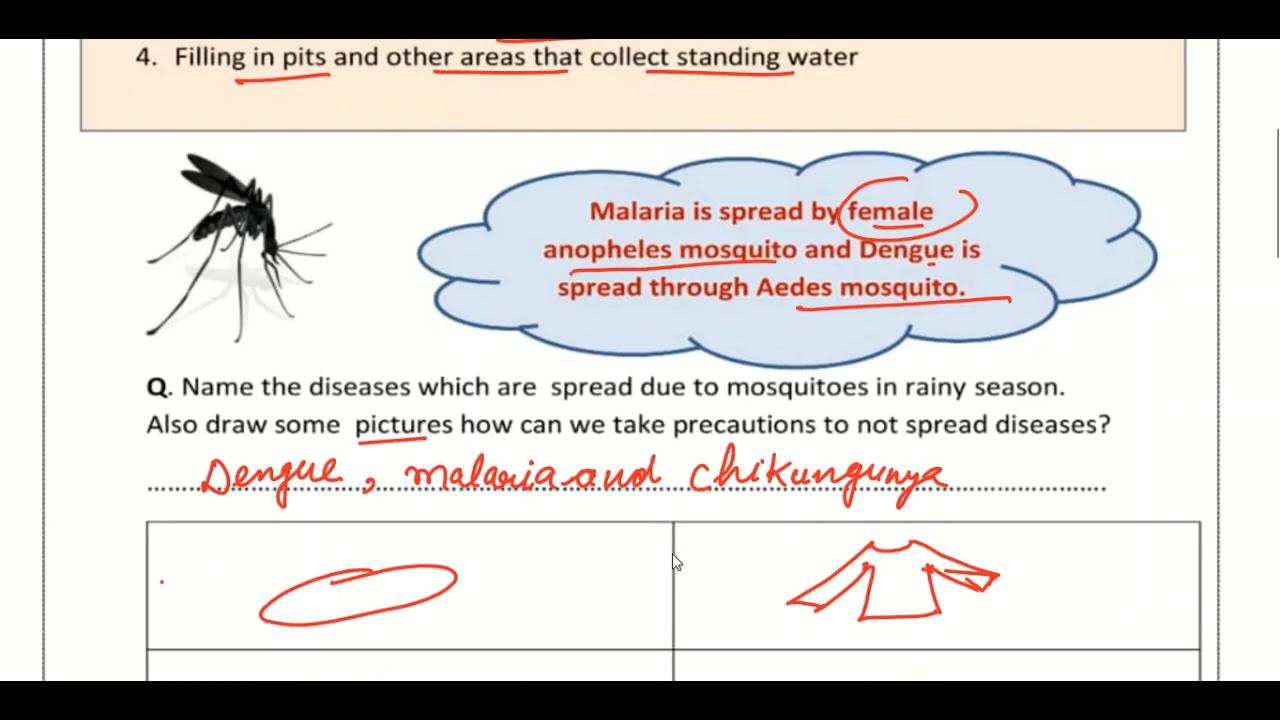 4. Filling in pits and other areas that collect standing water
Malaria is spread by female
anopheles mosquito and Dengue is
spread through Aedes mosquito.
Q. Name the diseases which are spread due to mosquitoes in rainy season.
Also draw some pictures how can we take precautions to not spread diseases?
Dengue, malaria and chikungunya